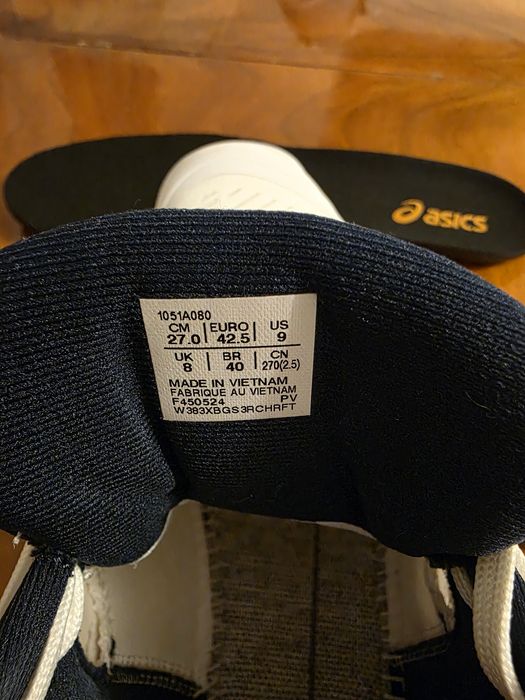 asics
1051A080
CM | EURO | US
27.0 | 42.5 | 9
UK | BR | CN
8 | 40 | 270(2.5)
MADE IN VIETNAM
FABRIQUE AU VIETNAM
F450524 PV
W383XBGS3RCHRFT